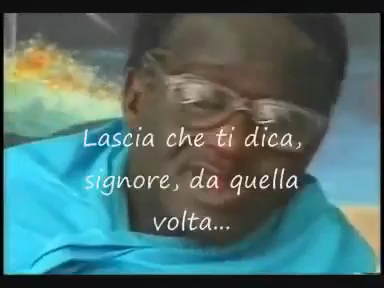 Lascia che ti dica,
signore, da quella
volta...